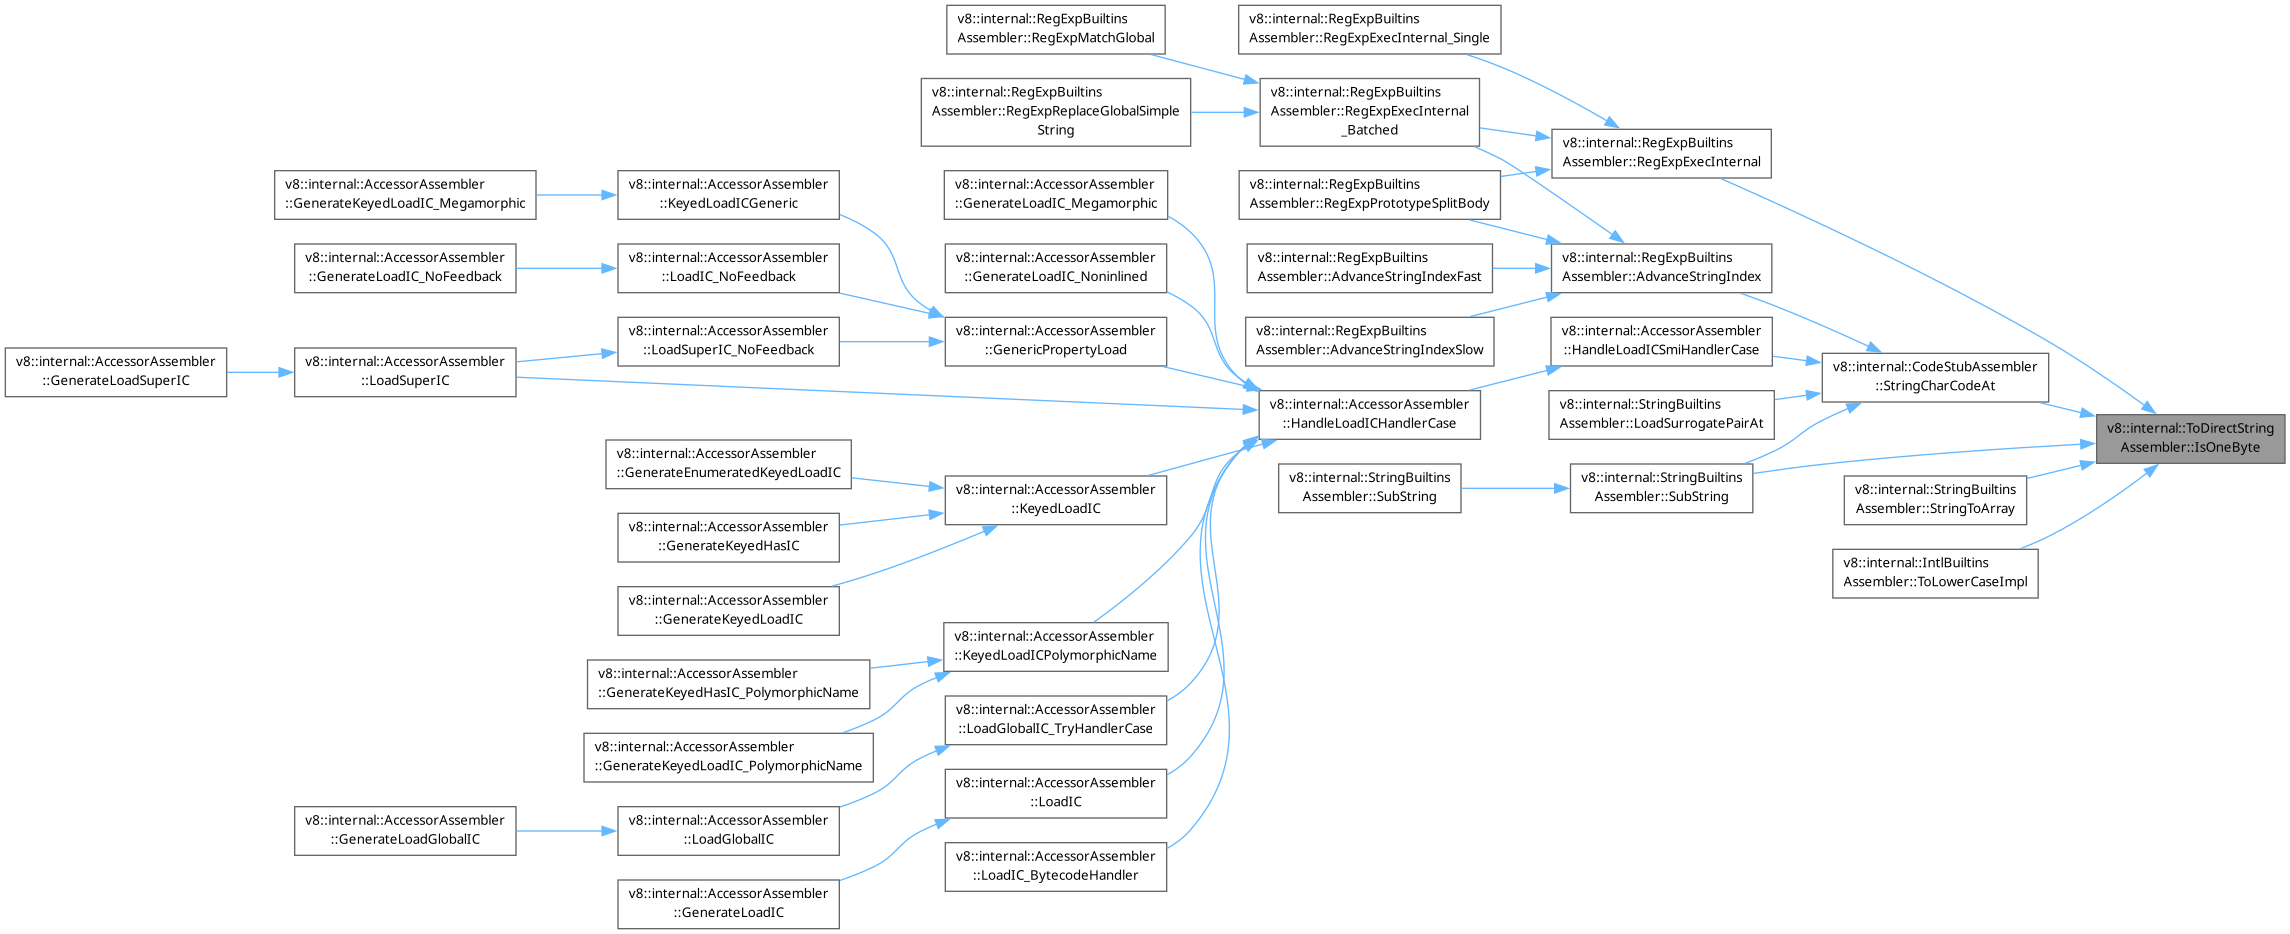 v8::internal::RegExpBuiltins
Assembler::RegExpMatchGlobal
v8::internal::RegExpBuiltins
Assembler::RegExpExecInternal_Single
v8::internal::RegExpBuiltins
Assembler::RegExpReplaceGlobalSimple
String
v8::internal::RegExpBuiltins
Assembler::RegExpExecInternal
_Batched
v8::internal::RegExpBuiltins
Assembler::RegExpExecInternal
v8::internal::AccessorAssembler
::GenerateKeyedLoadIC_Megamorphic
v8::internal::AccessorAssembler
::KeyedLoadICGeneric
v8::internal::AccessorAssembler
::GenerateLoadIC_Megamorphic
v8::internal::RegExpBuiltins
Assembler::RegExpPrototypeSplitBody
v8::internal::AccessorAssembler
::GenerateLoadIC_NoFeedback
v8::internal::AccessorAssembler
::LoadIC_NoFeedback
v8::internal::AccessorAssembler
::GenerateLoadIC_Noninlined
v8::internal::RegExpBuiltins
Assembler::AdvanceStringIndexFast
v8::internal::RegExpBuiltins
Assembler::AdvanceStringIndex
v8::internal::AccessorAssembler
::LoadSuperIC_NoFeedback
v8::internal::AccessorAssembler
::GenericPropertyLoad
v8::internal::RegExpBuiltins
Assembler::AdvanceStringIndexSlow
v8::internal::AccessorAssembler
::HandleLoadICSmiHandlerCase
v8::internal::AccessorAssembler
::GenerateLoadSuperIC
v8::internal::AccessorAssembler
::LoadSuperIC
v8::internal::CodeStubAssembler
::StringCharCodeAt
v8::internal::AccessorAssembler
::HandleLoadICHandlerCase
v8::internal::StringBuiltins
Assembler::LoadSurrogatePairAt
v8::internal::ToDirectString
Assembler::IsOneByte
v8::internal::AccessorAssembler
::GenerateEnumeratedKeyedLoadIC
v8::internal::AccessorAssembler
::KeyedLoadIC
v8::internal::StringBuiltins
Assembler::SubString
v8::internal::StringBuiltins
Assembler::SubString
v8::internal::StringBuiltins
Assembler::StringToArray
v8::internal::AccessorAssembler
::GenerateKeyedHasIC
v8::internal::IntlBuiltins
Assembler::ToLowerCaseImpl
v8::internal::AccessorAssembler
::GenerateKeyedLoadIC
v8::internal::AccessorAssembler
::KeyedLoadICPolymorphicName
v8::internal::AccessorAssembler
::GenerateKeyedHasIC_PolymorphicName
v8::internal::AccessorAssembler
::LoadGlobalIC_TryHandlerCase
v8::internal::AccessorAssembler
::GenerateKeyedLoadIC_PolymorphicName
v8::internal::AccessorAssembler
::LoadIC
v8::internal::AccessorAssembler
::GenerateLoadGlobalIC
v8::internal::AccessorAssembler
::LoadGlobalIC
v8::internal::AccessorAssembler
::LoadIC_BytecodeHandler
v8::internal::AccessorAssembler
::GenerateLoadIC